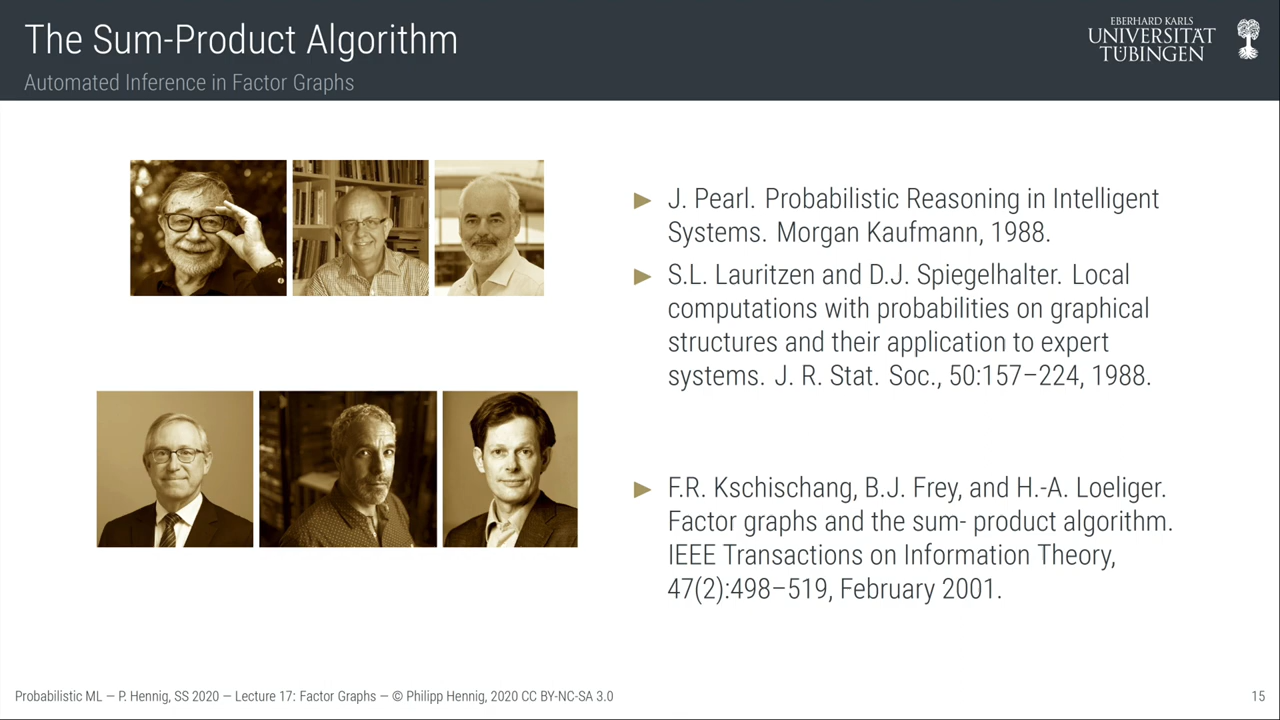 The Sum-Product Algorithm
Automated Inference in Factor Graphs
EBERHARD KARLS
UNIVERSITÄT
TÜBINGEN
► J. Pearl. Probabilistic Reasoning in Intelligent
Systems. Morgan Kaufmann, 1988.
► S.L. Lauritzen and D.J. Spiegelhalter. Local
computations with probabilities on graphical
structures and their application to expert
systems. J. R. Stat. Soc., 50:157–224, 1988.
► F.R. Kschischang, B.J. Frey, and H.-A. Loeliger.
Factor graphs and the sum- product algorithm.
IEEE Transactions on Information Theory,
47(2):498–519, February 2001.
Probabilistic ML — P. Hennig, SS 2020 — Lecture 17: Factor Graphs — © Philipp Hennig, 2020 CC BY-NC-SA 3.0
15